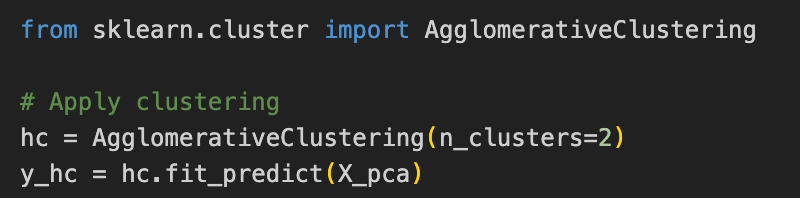 from sklearn.cluster import AgglomerativeClustering
# Apply clustering
hc = AgglomerativeClustering(n_clusters=2)
y_hc = hc.fit_predict(X_pca)